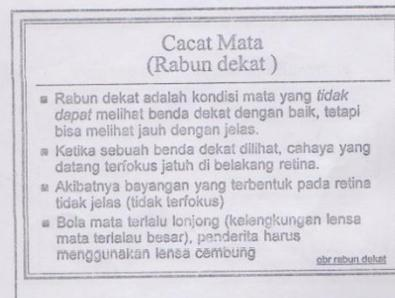 Cacat Mata
(Rabun dekat )
Rabun dekat adalah kondisi mata yang tidak
dapat melihat benda dekat dengan baik, tetapi
bisa melihat jauh dengan jelas.
Ketika sebuah benda dekat dilihat, cahaya yang
datang terfokus jatuh di belakang retina.
Akibatnya bayangan yang terbentuk pada retina
tidak jelas (tidak terfokus)
Bola mata terlalu lonjong (kelengkungan lensa
mata terlalau besar), penderita harus
menggunakan lensa cembung
gbr rabun dekat